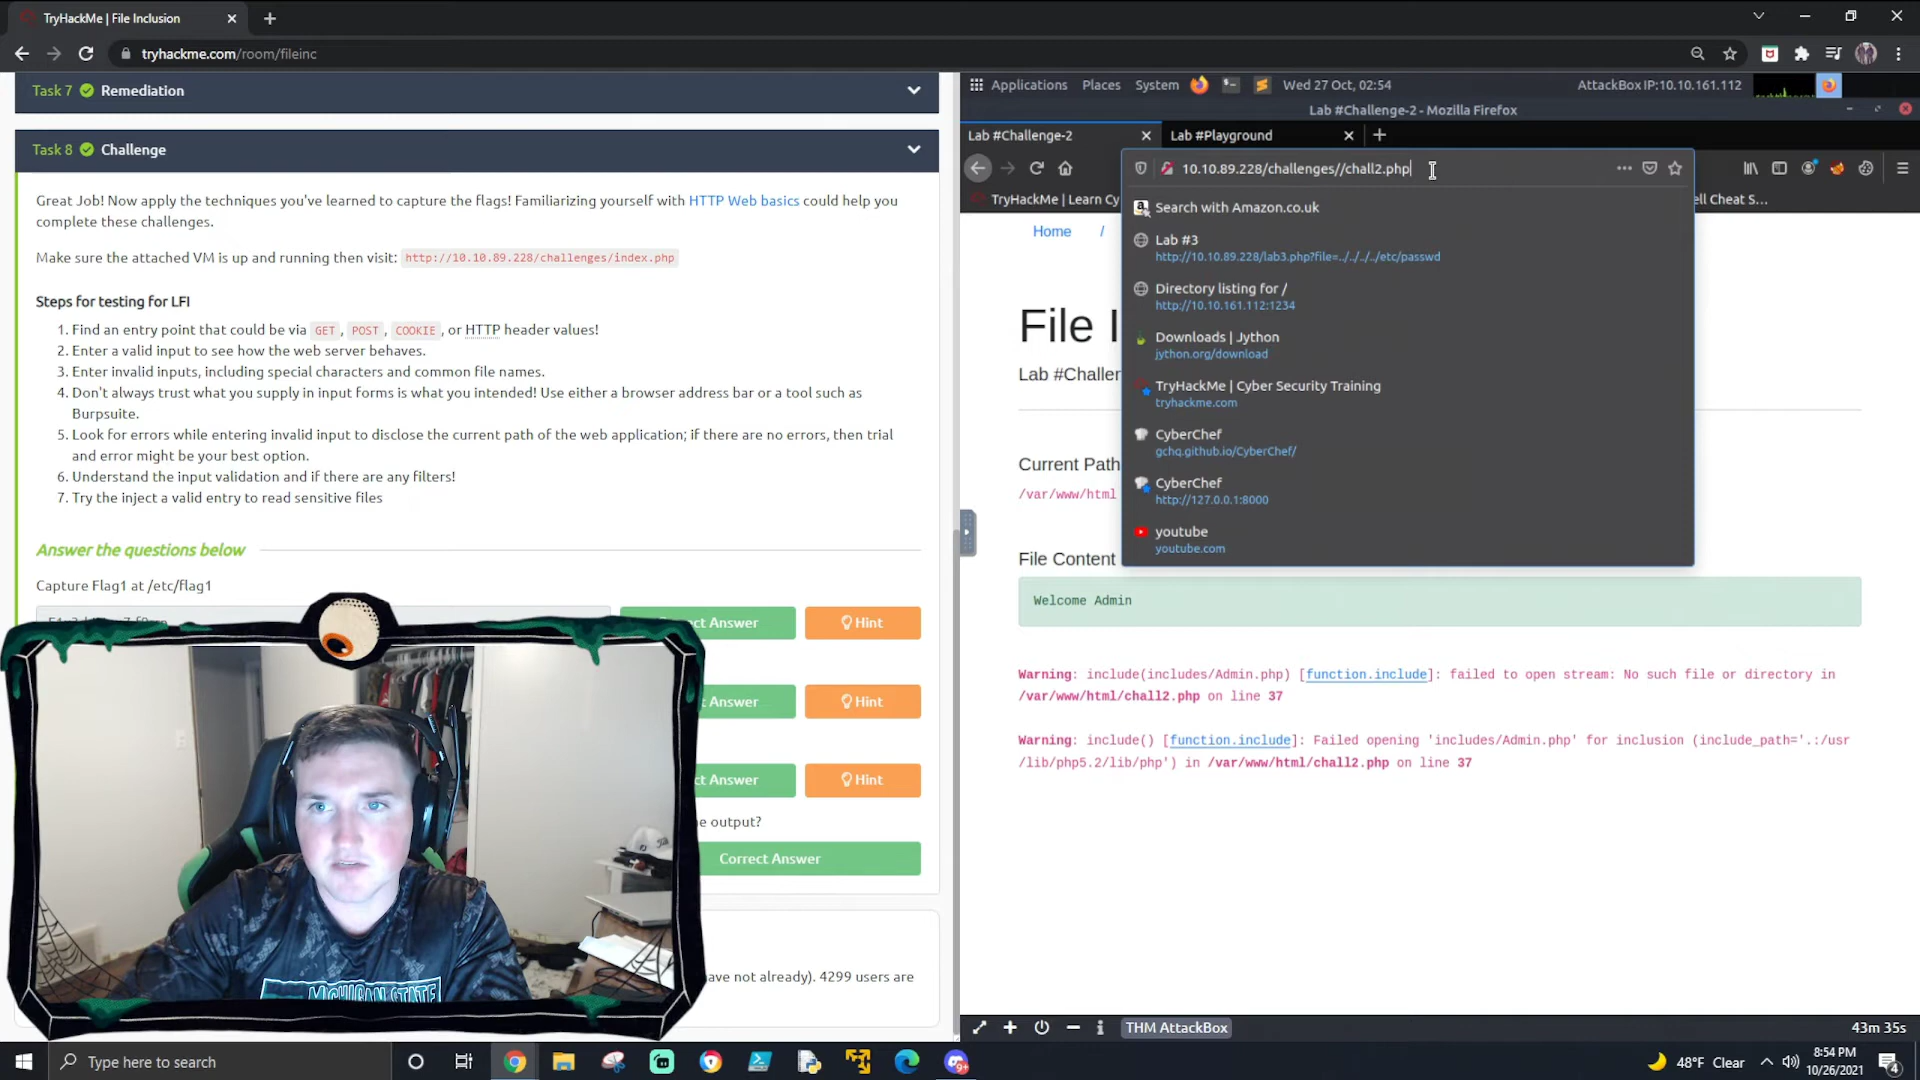 TryHackMe | File Inclusion
tryhackme.com/room/fileinc
Task 7 Remediation
Task 8 Challenge
Great Job! Now apply the techniques you've learned to capture the flags! Familiarizing yourself with HTTP Web basics could help you
complete these challenges.
Make sure the attached VM is up and running then visit: http://10.10.89.228/challenges/index.php
Steps for testing for LFI
1. Find an entry point that could be via GET, POST, COOKIE, or HTTP header values!
2. Enter a valid input to see how the web server behaves.
3. Enter invalid inputs, including special characters and common file names.
4. Don't always trust what you supply in input forms is what you intended! Use either a browser address bar or a tool such as
Burpsuite.
5. Look for errors while entering invalid input to disclose the current path of the web application; if there are no errors, then trial
and error might be your best option.
6. Understand the input validation and if there are any filters!
7. Try the inject a valid entry to read sensitive files
Answer the questions below
Capture Flag1 at /etc/flag1
ct Answer Hint
t Answer Hint
ct Answer Hint
e output?
Correct Answer
ave not already). 4299 users are
MICHIGAN STATE
Applications Places System Wed 27 Oct, 02:54 AttackBox IP:10.10.161.112
Lab #Challenge-2 - Mozilla Firefox
Lab #Challenge-2 Lab #Playground
10.10.89.228/challenges//chall2.php
TryHackMe | Learn Cy ell Cheat S...
Search with Amazon.co.uk
Lab #3
http://10.10.89.228/lab3.php?file=../../../../etc/passwd
Directory listing for /
http://10.10.161.112:1234
Downloads | Jython
jython.org/download
TryHackMe | Cyber Security Training
tryhackme.com
CyberChef
gchq.github.io/CyberChef/
CyberChef
http://127.0.0.1:8000
youtube
youtube.com
Home /
File I
Lab #Challen
Current Path
/var/www/html
File Content
Welcome Admin
Warning: include(includes/Admin.php) [function.include]: failed to open stream: No such file or directory in
/var/www/html/chall2.php on line 37
Warning: include() [function.include]: Failed opening 'includes/Admin.php' for inclusion (include_path='.:/usr
/lib/php5.2/lib/php') in /var/www/html/chall2.php on line 37
THM AttackBox 43m 35s
Type here to search
9+
48°F Clear
8:54 PM
10/26/2021
4